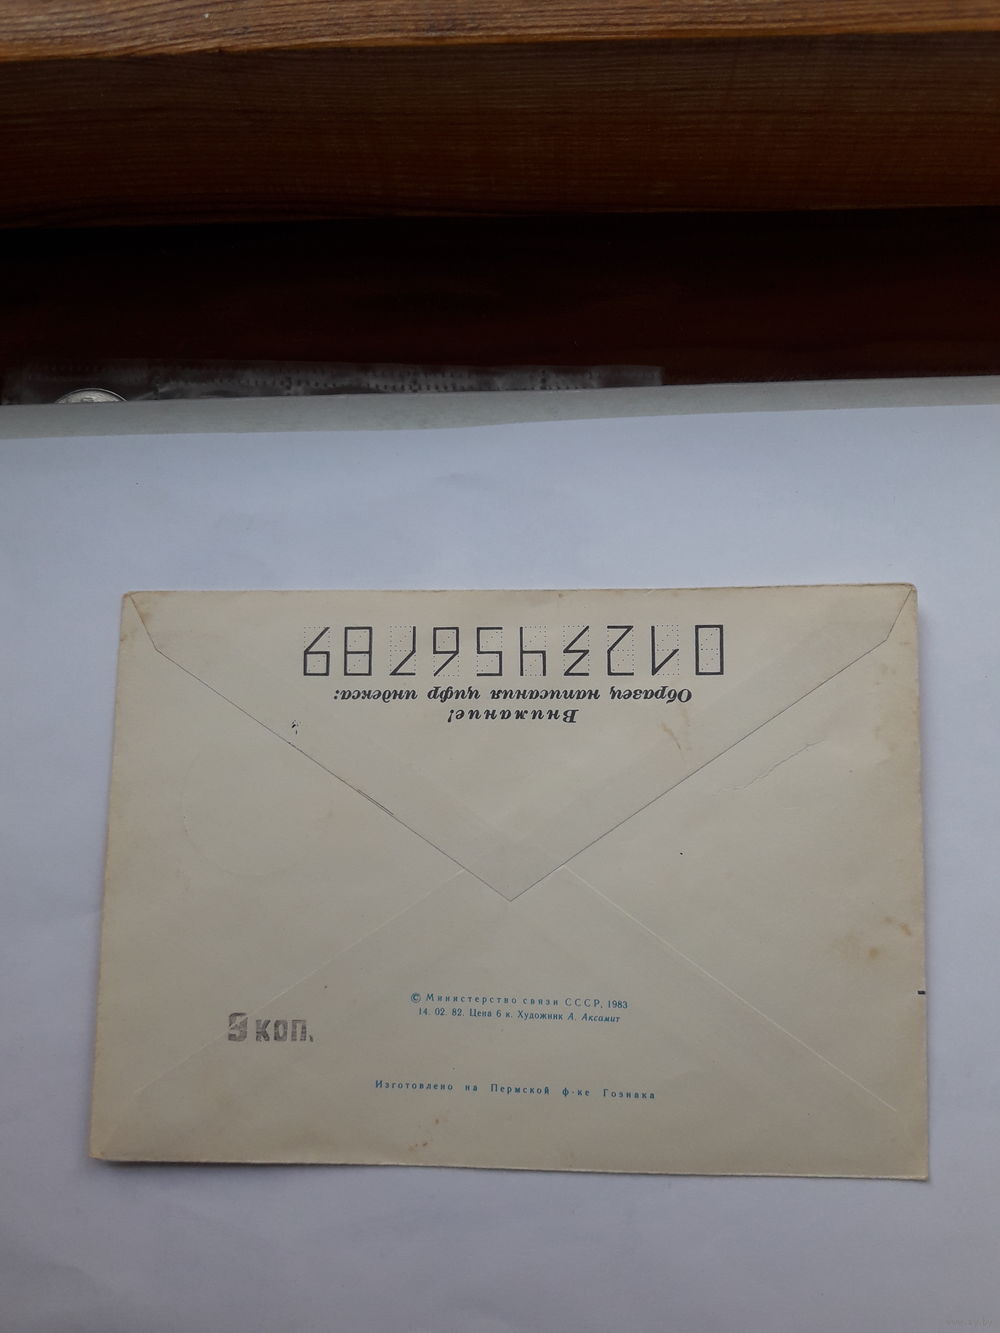 0123456789
Образец написания цифр индекса:
Внимание!
© Министерство связи СССР, 1983
14. 02. 82. Цена 6 к. Художник А. Аксамит
9 коп.
Изготовлено на Пермской ф-ке Гознака